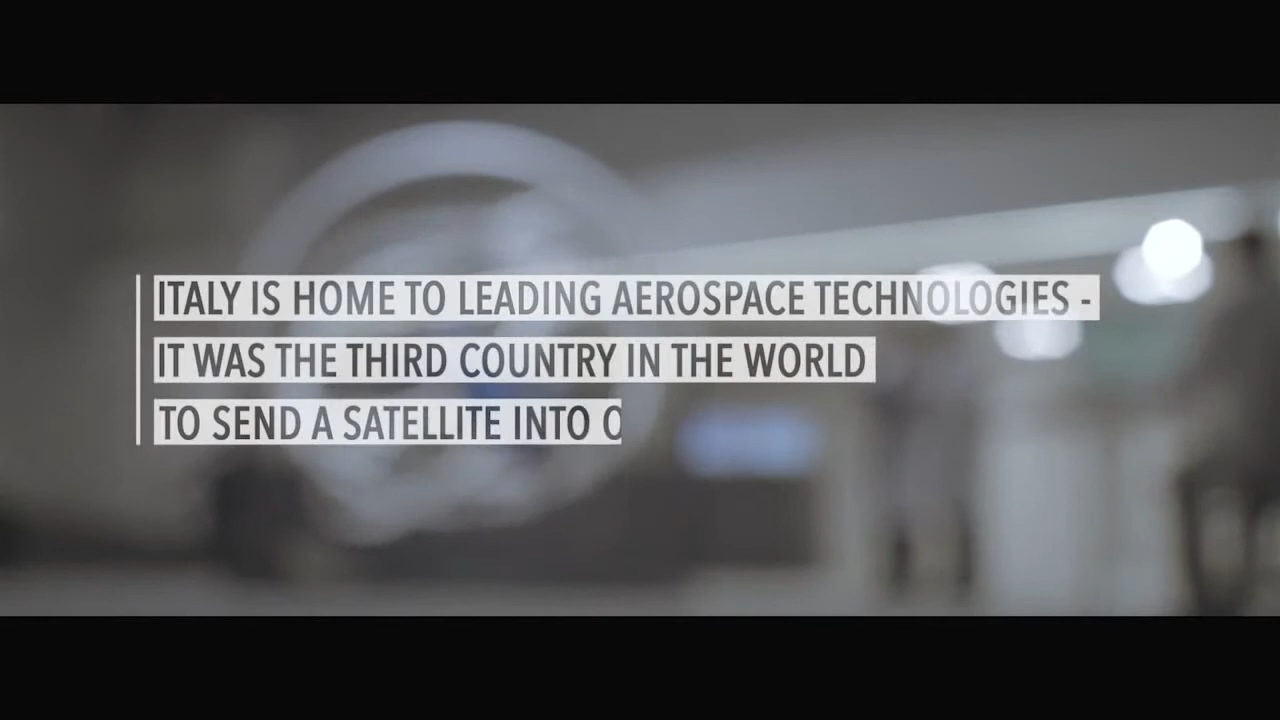 ITALY IS HOME TO LEADING AEROSPACE TECHNOLOGIES -
IT WAS THE THIRD COUNTRY IN THE WORLD
TO SEND A SATELLITE INTO